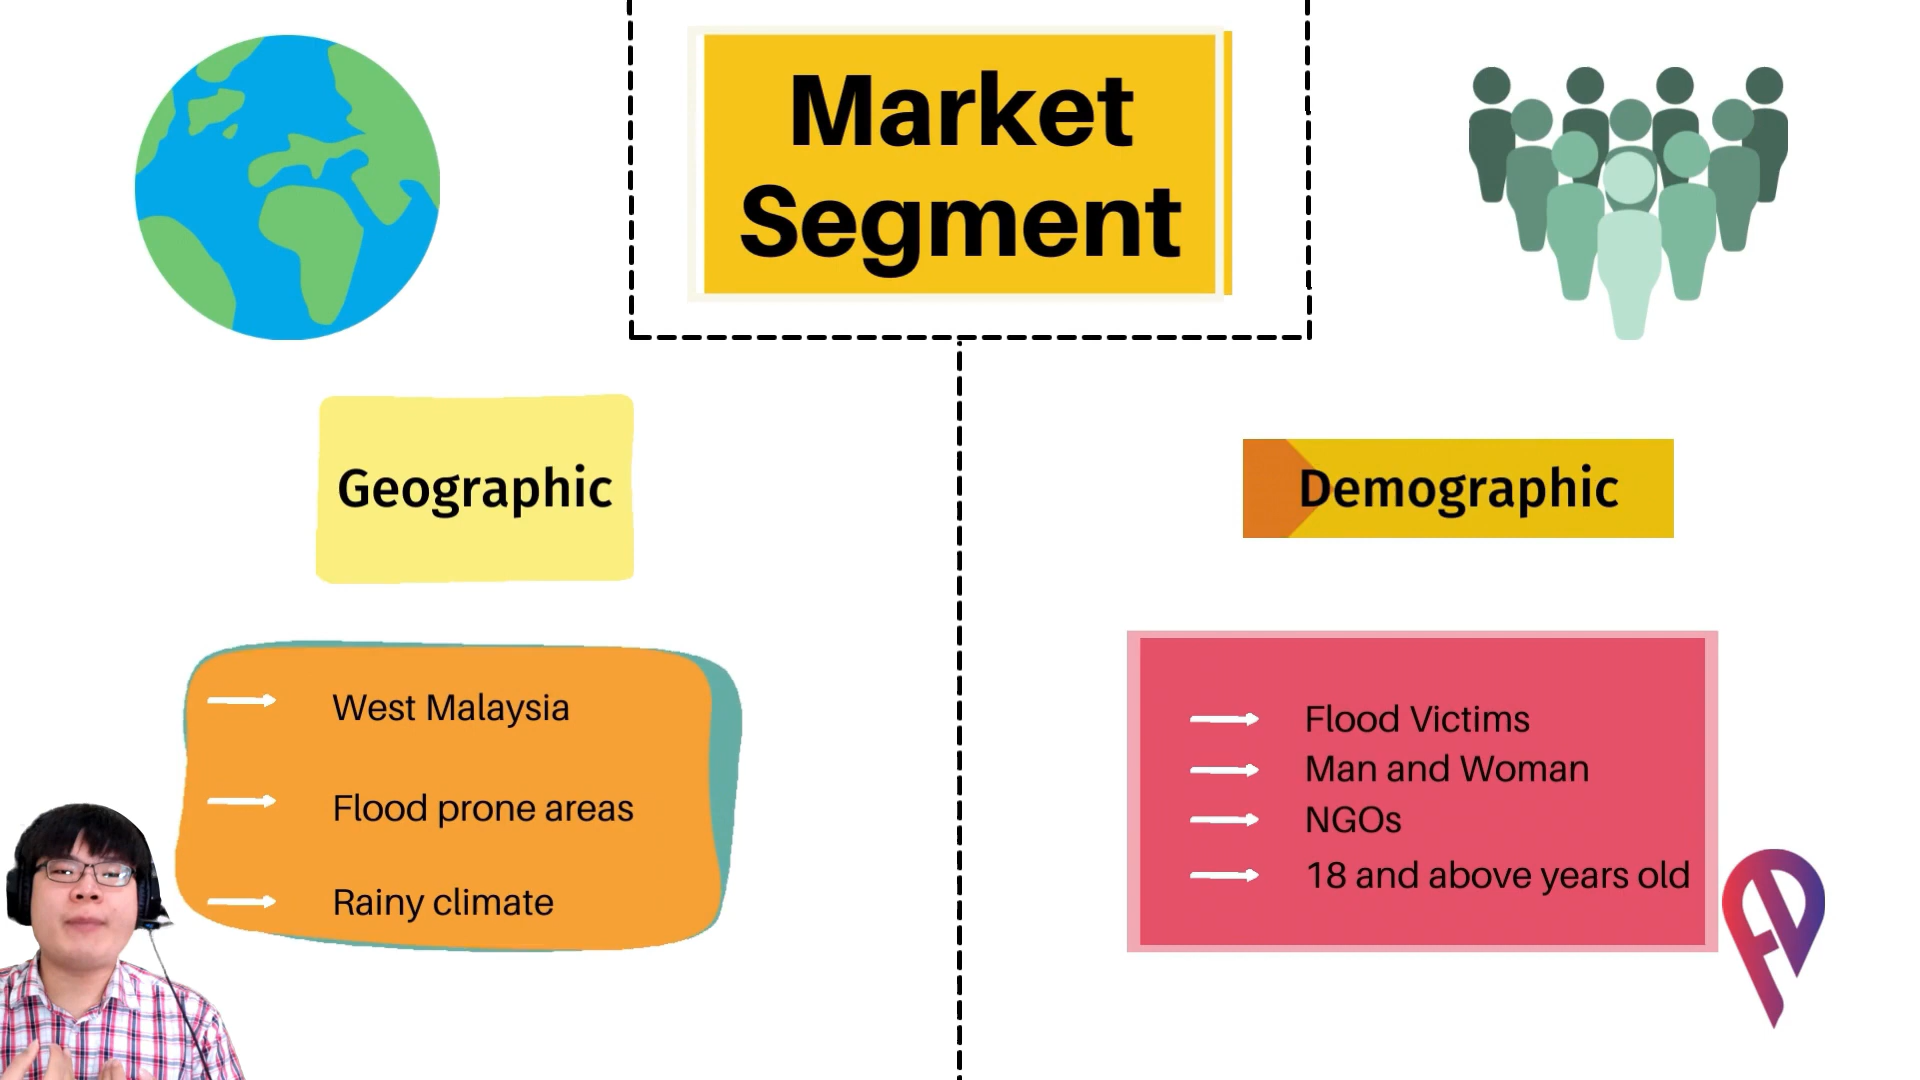 Market
Segment
Geographic
West Malaysia
Flood prone areas
Rainy climate
Demographic
Flood Victims
Man and Woman
NGOs
18 and above years old